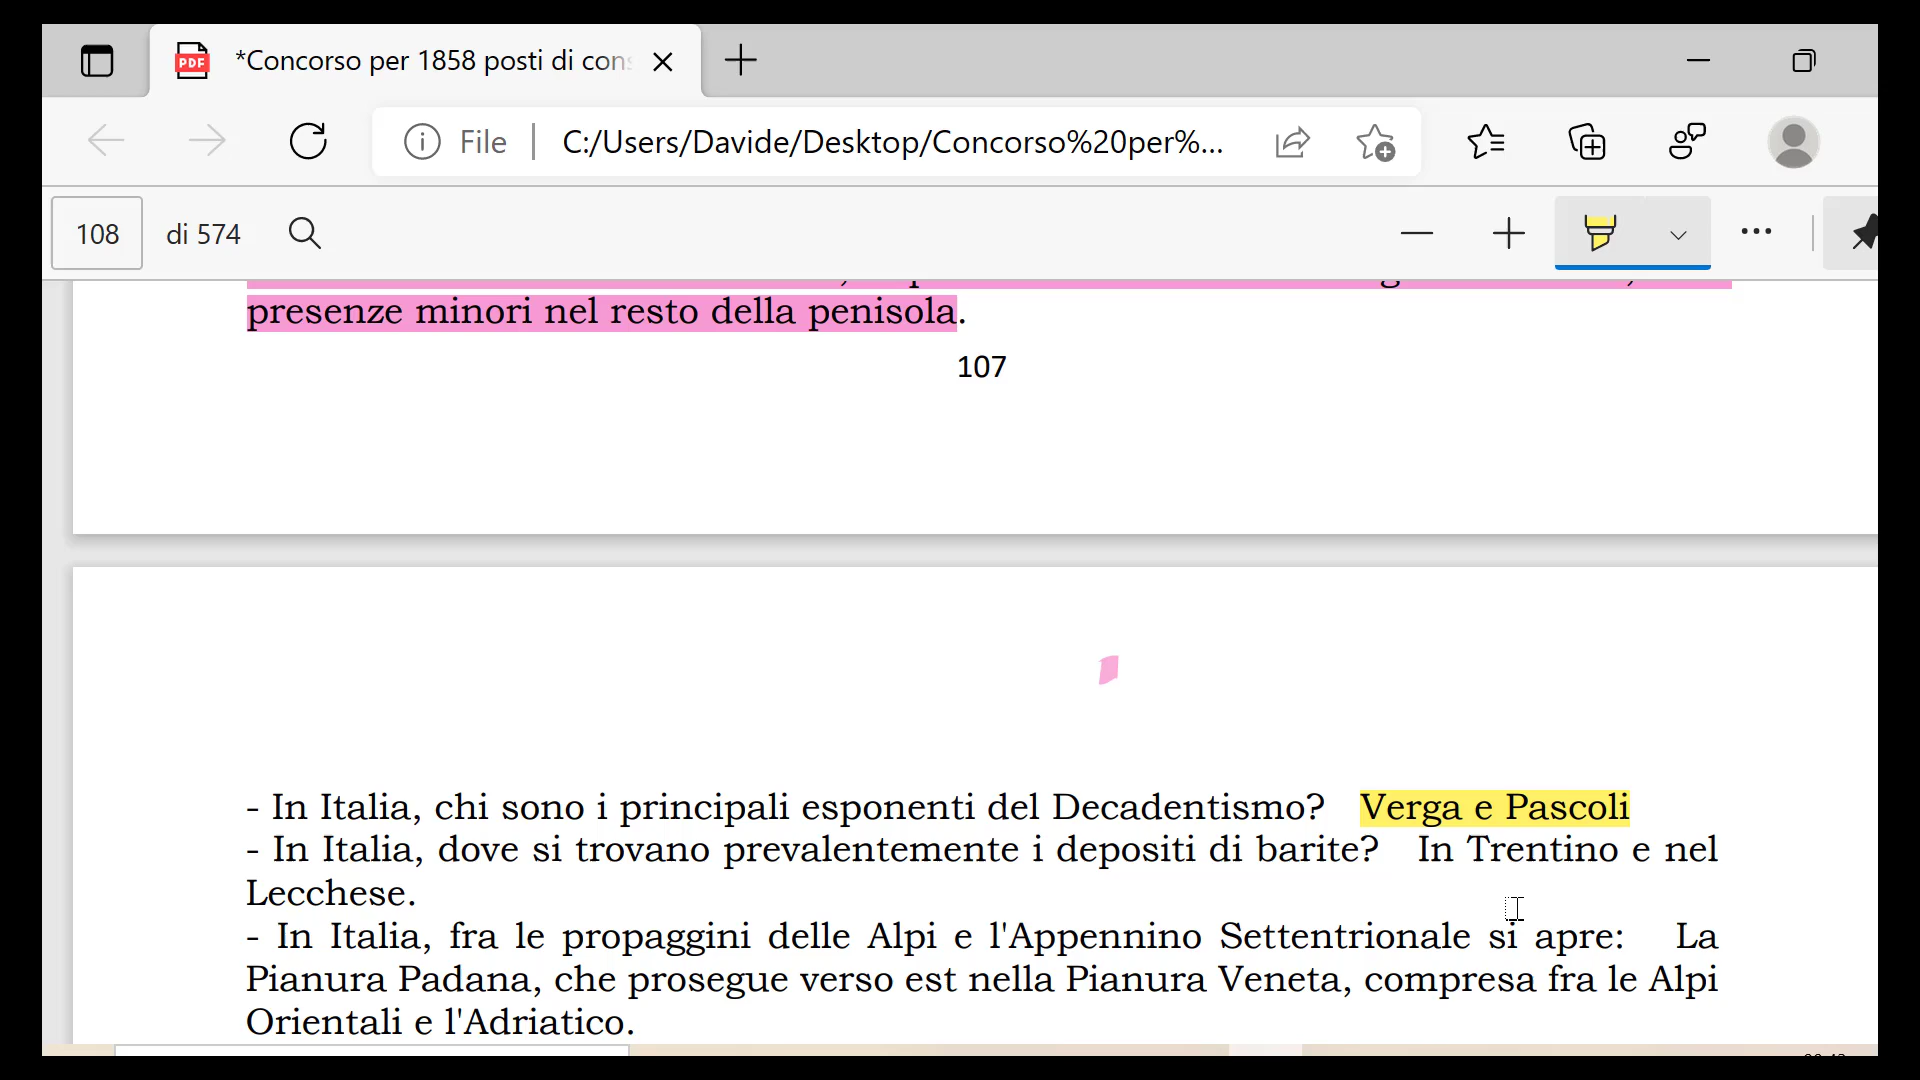 PDF *Concorso per 1858 posti di con
File C:/Users/Davide/Desktop/Concorso%20per%...
108 di 574
presenze minori nel resto della penisola.
107
- In Italia, chi sono i principali esponenti del Decadentismo? Verga e Pascoli
- In Italia, dove si trovano prevalentemente i depositi di barite? In Trentino e nel
Lecchese.
- In Italia, fra le propaggini delle Alpi e l'Appennino Settentrionale si apre: La
Pianura Padana, che prosegue verso est nella Pianura Veneta, compresa fra le Alpi
Orientali e l'Adriatico.